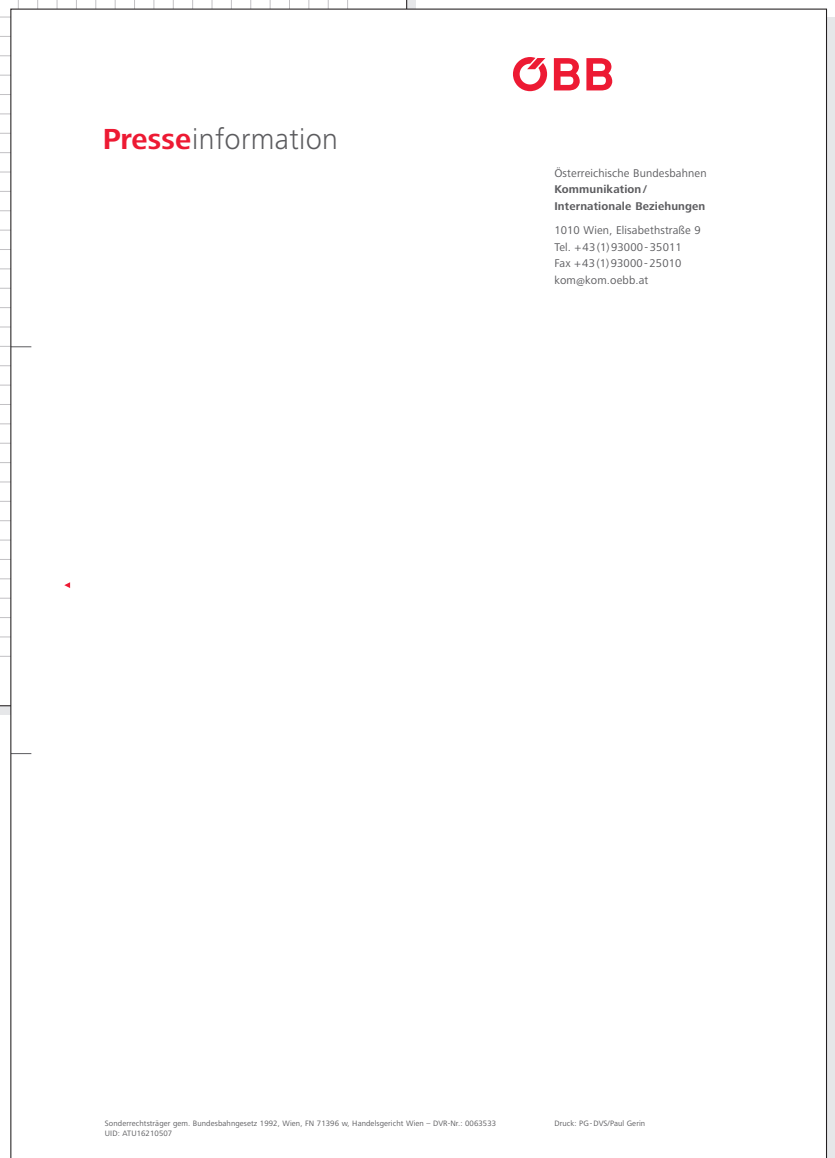 ÖBB
Presseinformation
Österreichische Bundesbahnen
Kommunikation/
Internationale Beziehungen
1010 Wien, Elisabethstraße 9
Tel. +43(1)93000-35011
Fax +43(1)93000-25010
kom@kom.oebb.at
Sonderrechtsträger gem. Bundesbahngesetz 1992, Wien, FN 71396 w, Handelsgericht Wien – DVR-Nr.: 0063533
UID: ATU16210507
Druck: PG-DVS/Paul Gerin